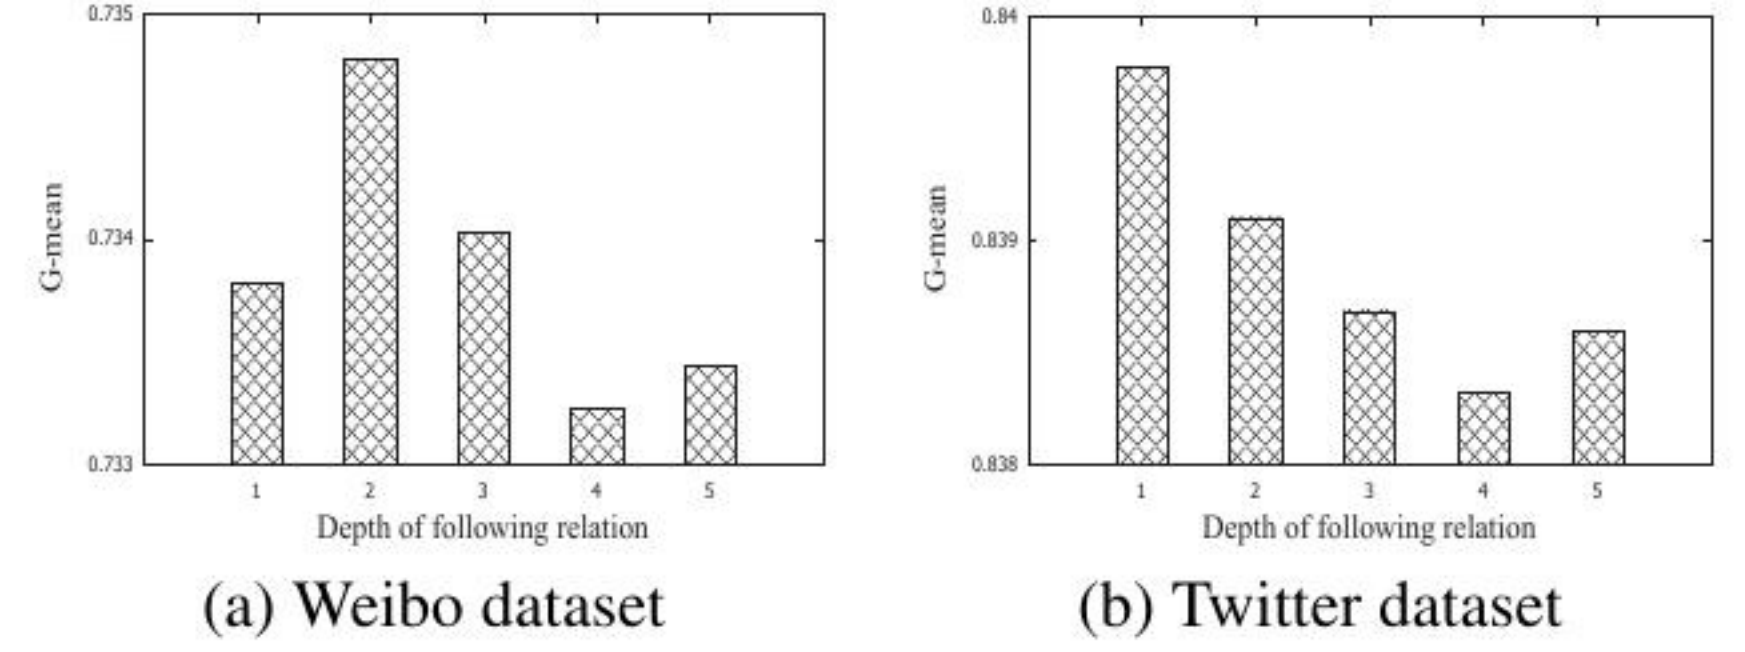 0.735
0.734
0.733
G-mean
1 2 3 4 5
Depth of following relation
(a) Weibo dataset
0.84
0.839
0.838
G-mean
1 2 3 4 5
Depth of following relation
(b) Twitter dataset